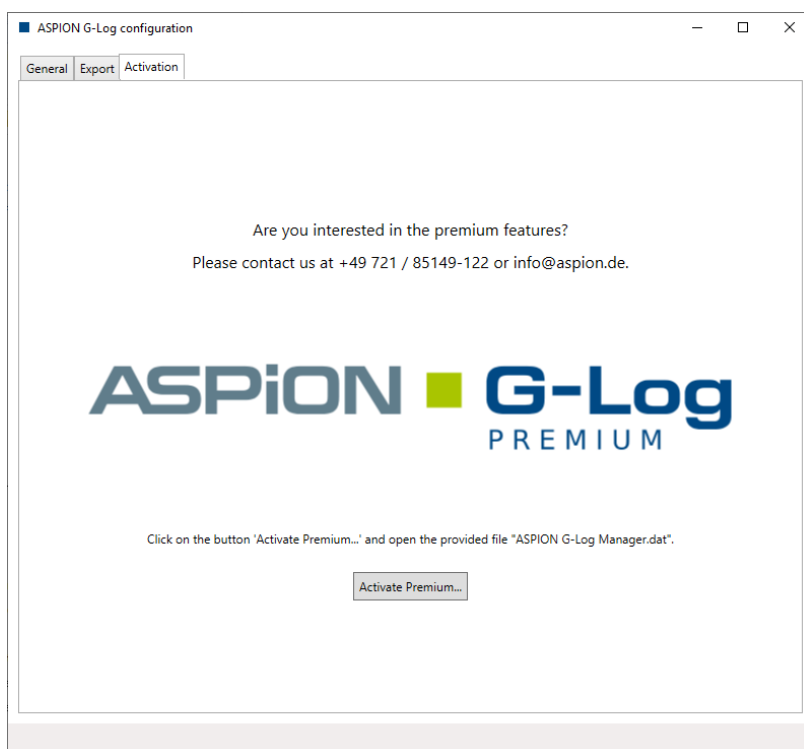 ASPION G-Log configuration
General Export Activation
Are you interested in the premium features?
Please contact us at +49 721 / 85149-122 or info@aspion.de.
ASPiON G-Log
PREMIUM
Click on the button 'Activate Premium...' and open the provided file "ASPION G-Log Manager.dat".
Activate Premium...